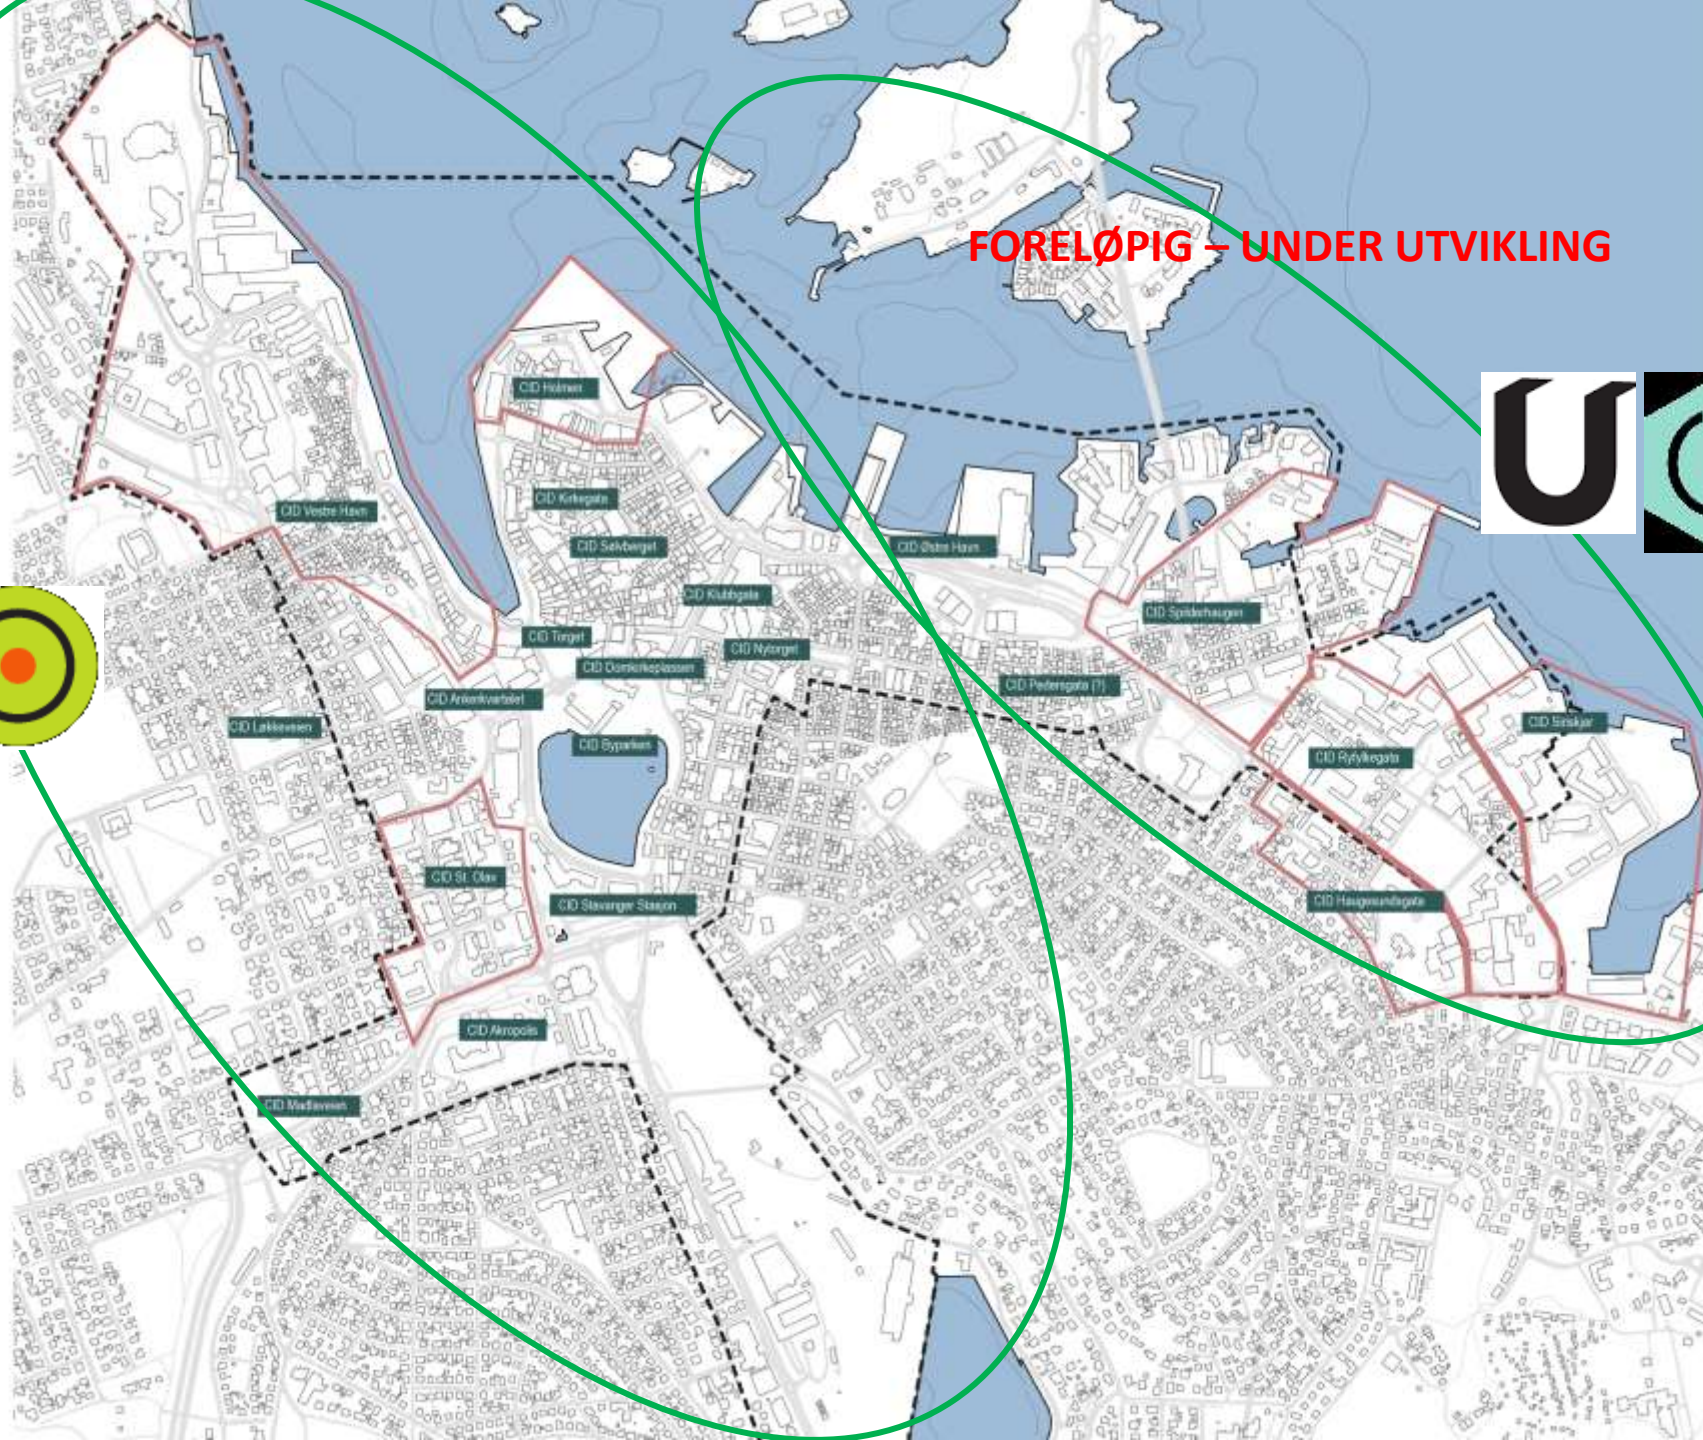 FORELØPIG – UNDER UTVIKLING
U
CID Holmen
CID Kirkegata
CID Vestre Havn
CID Sølvberget
CID Østre Havn
CID Klubbgata
CID Spilderhaugen
CID Torget
CID Nytorget
CID Domkirkeplassen
CID Pedersgata (?)
CID Ankerkvartalet
CID Løkkeveien
CID Siriskjær
CID Byparken
CID Ryfylkegata
CID St. Olav
CID Haugesundsgata
CID Stavanger Stasjon
CID Akropolis
CID Madlaveien